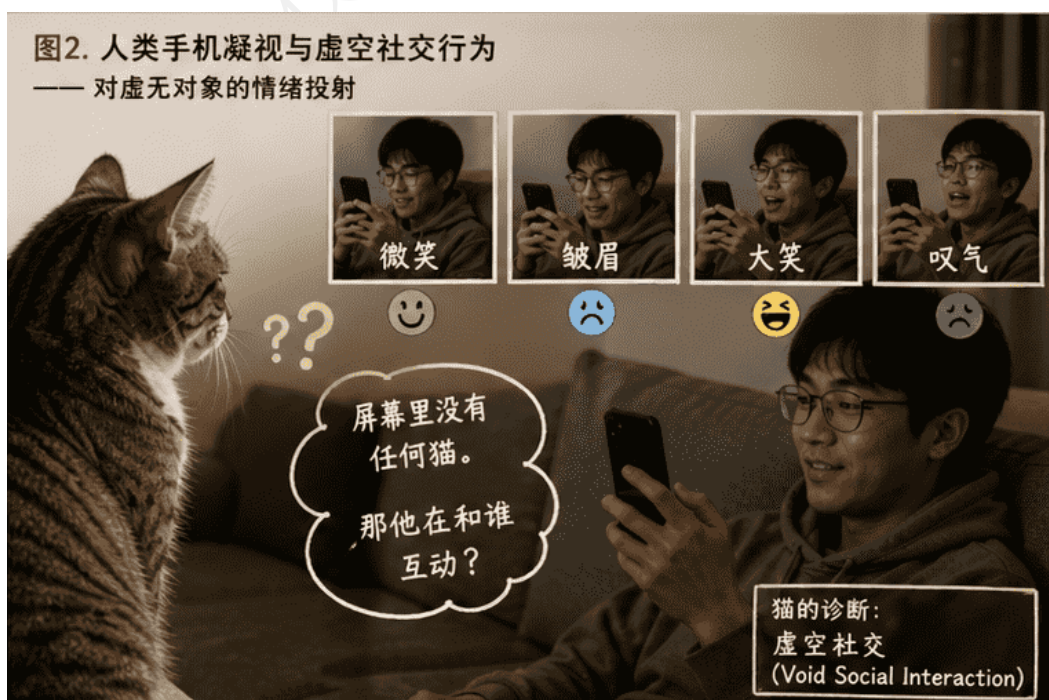 图2. 人类手机凝视与虚空社交行为
—— 对虚无对象的情绪投射
微笑
皱眉
大笑
叹气
??
屏幕里没有
任何猫。
那他在和谁
互动？
猫的诊断：
虚空社交
(Void Social Interaction)